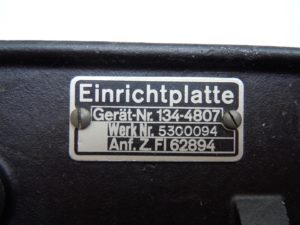 Einrichtplatte
Gerät-Nr. 134-4807
Werk Nr. 5300094
Anf. Z. Fl 62894